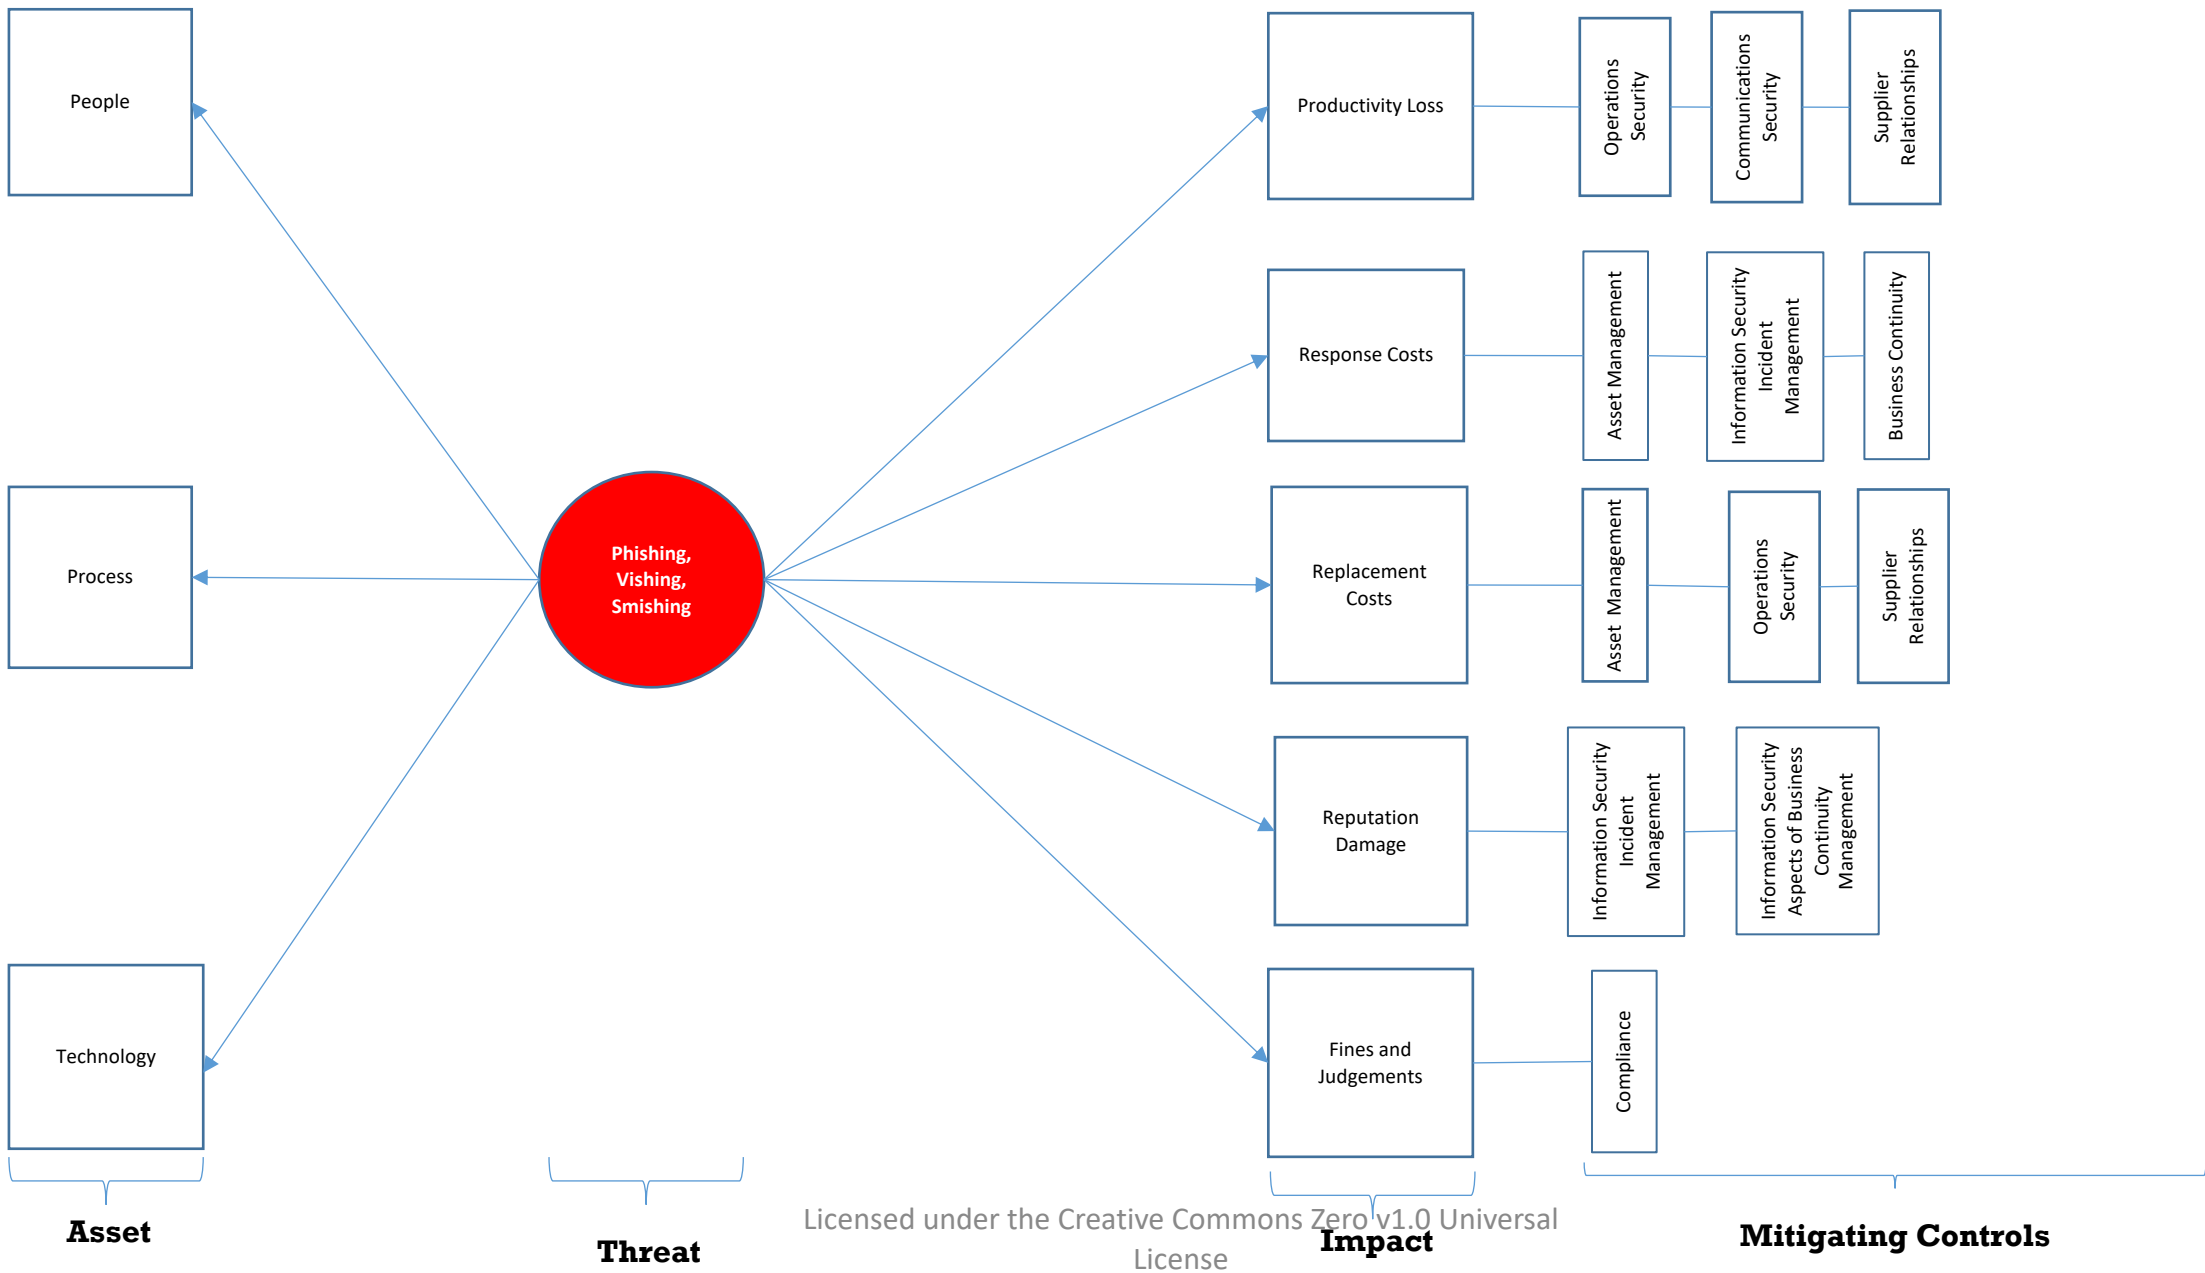 People
Process
Technology
Phishing,
Vishing,
Smishing
Productivity Loss
Operations
Security
Communications
Security
Supplier
Relationships
Response Costs
Asset Management
Information Security
Incident
Management
Business Continuity
Replacement
Costs
Asset  Management
Operations
Security
Supplier
Relationships
Reputation
Damage
Information Security
Incident
Management
Information Security
Aspects of Business
Continuity
Management
Fines and
Judgements
Compliance
Asset
Threat
Impact
Mitigating Controls
Licensed under the Creative Commons Zero v1.0 Universal
License